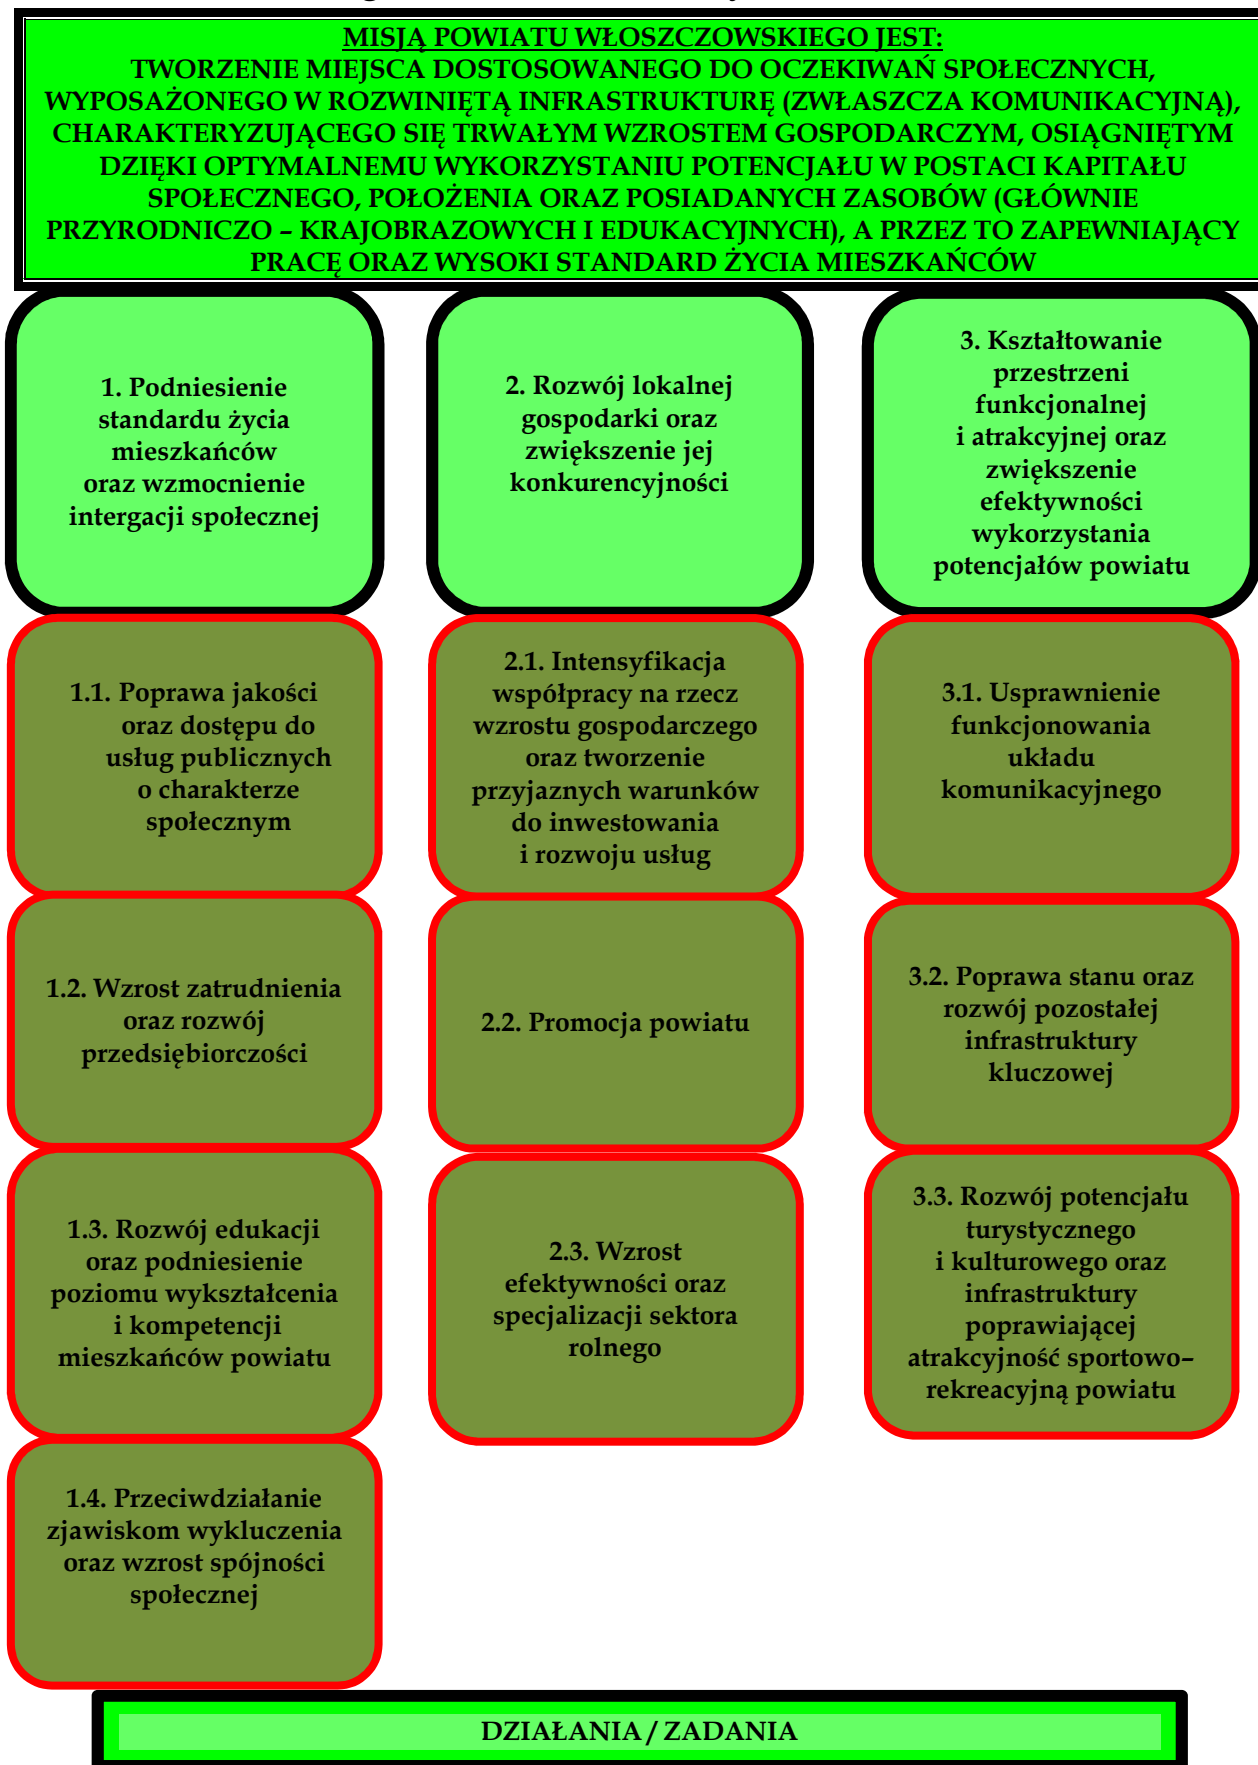 MISJĄ POWIATU WŁOSZCZOWSKIEGO JEST:
TWORZENIE MIEJSCA DOSTOSOWANEGO DO OCZEKIWAŃ SPOŁECZNYCH,
WYPOSAŻONEGO W ROZWINIĘTĄ INFRASTRUKTURĘ (ZWŁASZCZA KOMUNIKACYJNĄ),
CHARAKTERYZUJĄCEGO SIĘ TRWAŁYM WZROSTEM GOSPODARCZYM, OSIĄGNIĘTYM
DZIĘKI OPTYMALNEMU WYKORZYSTANIU POTENCJAŁU W POSTACI KAPITAŁU
SPOŁECZNEGO, POŁOŻENIA ORAZ POSIADANYCH ZASOBÓW (GŁÓWNIE
PRZYRODNICZO – KRAJOBRAZOWYCH I EDUKACYJNYCH), A PRZEZ TO ZAPEWNIAJĄCY
PRACĘ ORAZ WYSOKI STANDARD ŻYCIA MIESZKAŃCÓW
1. Podniesienie
standardu życia
mieszkańców
oraz wzmocnienie
intergacji społecznej
2. Rozwój lokalnej
gospodarki oraz
zwiększenie jej
konkurencyjności
3. Kształtowanie
przestrzeni
funkcjonalnej
i atrakcyjnej oraz
zwiększenie
efektywności
wykorzystania
potencjałów powiatu
1.1. Poprawa jakości
oraz dostępu do
usług publicznych
o charakterze
społecznym
2.1. Intensyfikacja
współpracy na rzecz
wzrostu gospodarczego
oraz tworzenie
przyjaznych warunków
do inwestowania
i rozwoju usług
3.1. Usprawnienie
funkcjonowania
układu
komunikacyjnego
1.2. Wzrost zatrudnienia
oraz rozwój
przedsiębiorczości
2.2. Promocja powiatu
3.2. Poprawa stanu oraz
rozwój pozostałej
infrastruktury
kluczowej
1.3. Rozwój edukacji
oraz podniesienie
poziomu wykształcenia
i kompetencji
mieszkańców powiatu
2.3. Wzrost
efektywności oraz
specjalizacji sektora
rolnego
3.3. Rozwój potencjału
turystycznego
i kulturowego oraz
infrastruktury
poprawiającej
atrakcyjność sportowo–
rekreacyjną powiatu
1.4. Przeciwdziałanie
zjawiskom wykluczenia
oraz wzrost spójności
społecznej
DZIAŁANIA / ZADANIA